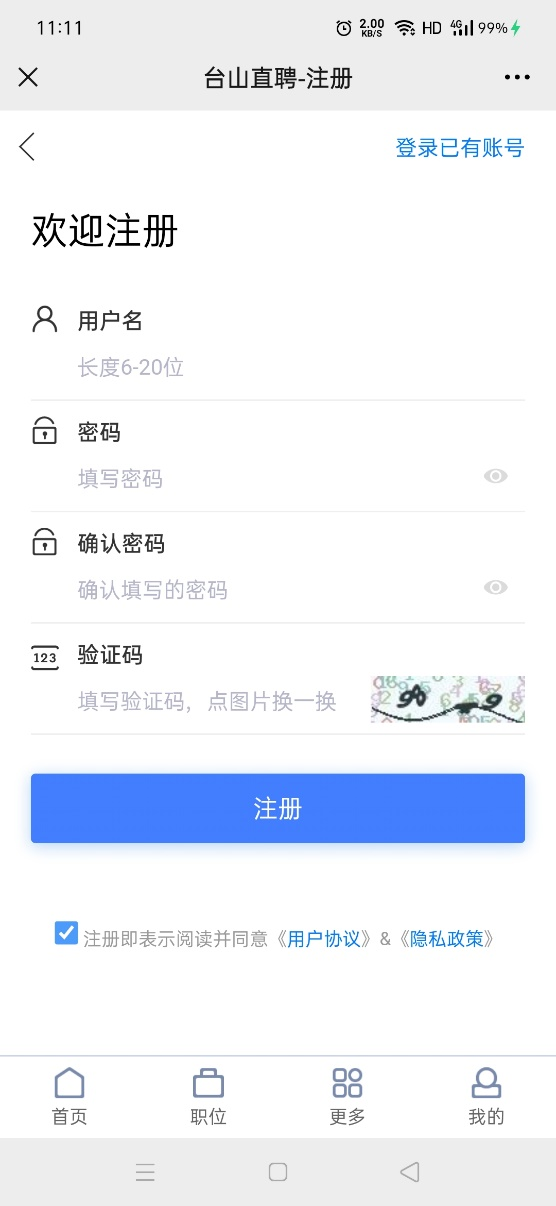 11:11 2.00 KB/S HD 4G 99%
台山直聘-注册
登录已有账号
欢迎注册
用户名
长度6-20位
密码
填写密码
确认密码
确认填写的密码
123 验证码
填写验证码，点图片换一换
注册
注册即表示阅读并同意《用户协议》&《隐私政策》
首页 职位 更多 我的